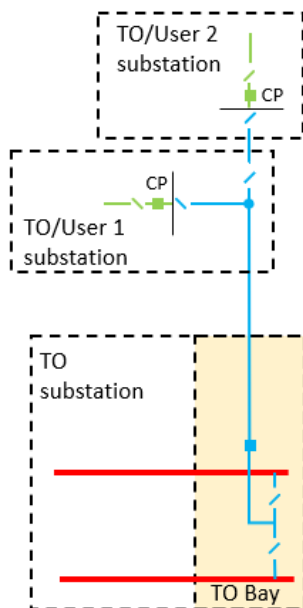 TO/User 2
substation
CP
CP
TO/User 1
substation
TO
substation
TO Bay